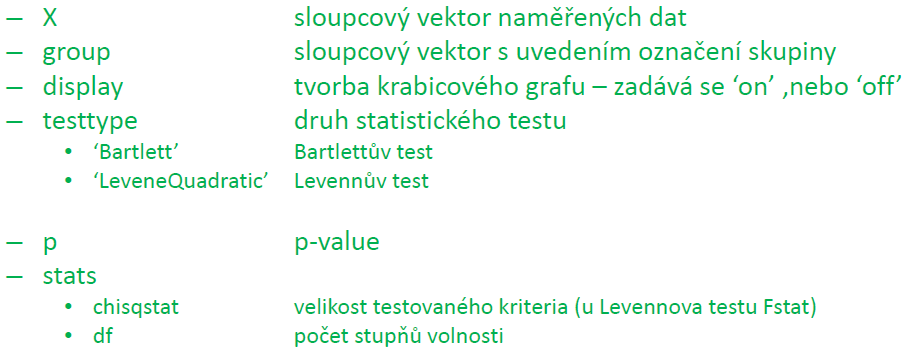 – X sloupcový vektor naměřených dat
– group sloupcový vektor s uvedením označení skupiny
– display tvorba krabicového grafu – zadává se ‘on’ ,nebo ‘off’
– testtype druh statistického testu
• ‘Bartlett’ Bartlettův test
• ‘LeveneQuadratic’ Levennův test
– p p-value
– stats
• chisqstat velikost testovaného kriteria (u Levennova testu Fstat)
• df počet stupňů volnosti